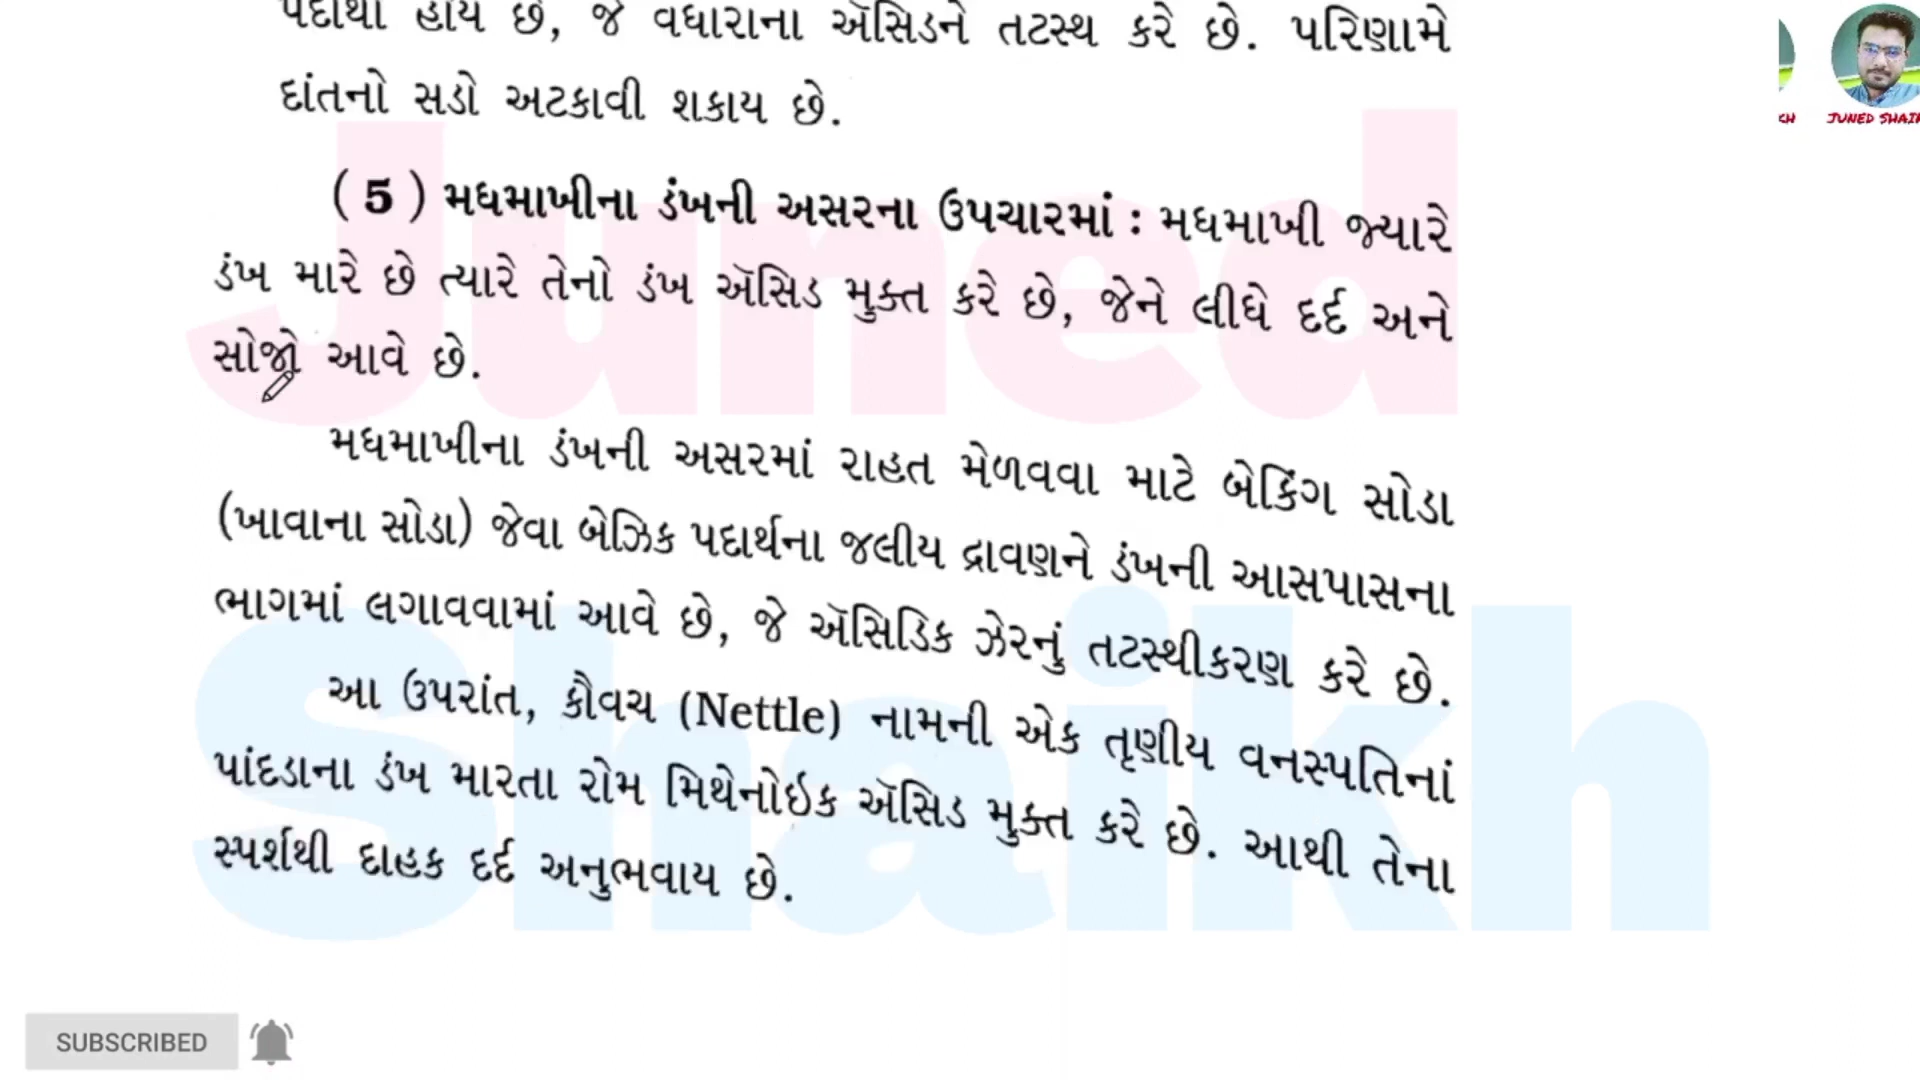 પદાર્થો હોય છે, જે વધારાના ઍસિડને તટસ્થ કરે છે. પરિણામે
દાંતનો સડો અટકાવી શકાય છે.
( 5 ) મધમાખીના ડંખની અસરના ઉપચારમાં : મધમાખી જ્યારે
ડંખ મારે છે ત્યારે તેનો ડંખ ઍસિડ મુક્ત કરે છે, જેને લીધે દર્દ અને
સોજો આવે છે.
મધમાખીના ડંખની અસરમાં રાહત મેળવવા માટે બેકિંગ સોડા
(ખાવાના સોડા) જેવા બેઝિક પદાર્થના જલીય દ્રાવણને ડંખની આસપાસના
ભાગમાં લગાવવામાં આવે છે, જે ઍસિડિક ઝેરનું તટસ્થીકરણ કરે છે.
આ ઉપરાંત, કૌવચ (Nettle) નામની એક તૃણીય વનસ્પતિનાં
પાંદડાના ડંખ મારતા રોમ મિથેનોઇક ઍસિડ મુક્ત કરે છે. આથી તેના
સ્પર્શથી દાહક દર્દ અનુભવાય છે.
Juned
Shaikh
KH JUNED SHAIK
SUBSCRIBED